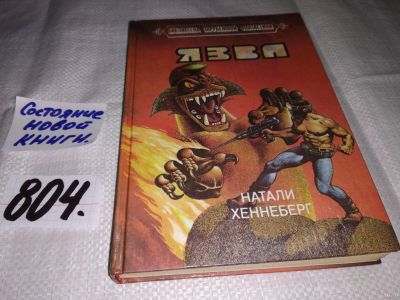 ЯЗВА
НАТАЛИ
ХЕННЕБЕРГ
Состояние
новой
книги.
804.